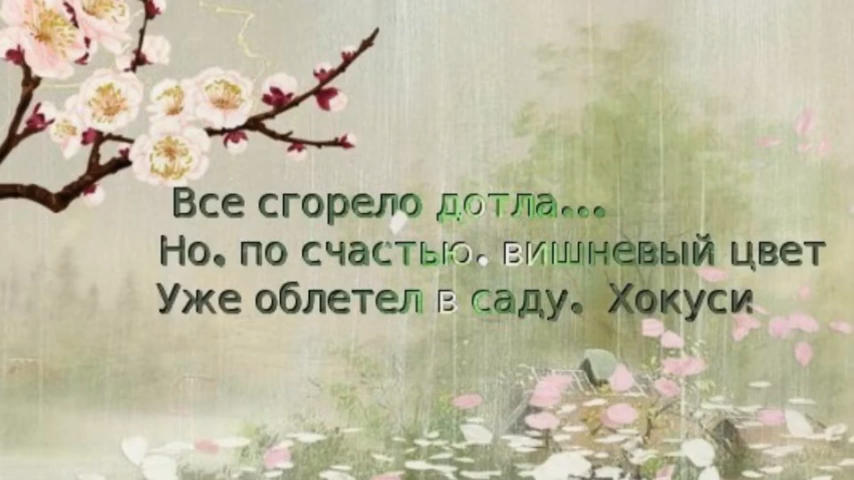 Все сгорело дотла...
Но. по счастью. вишневый цвет
Уже облетел в саду. Хокуси